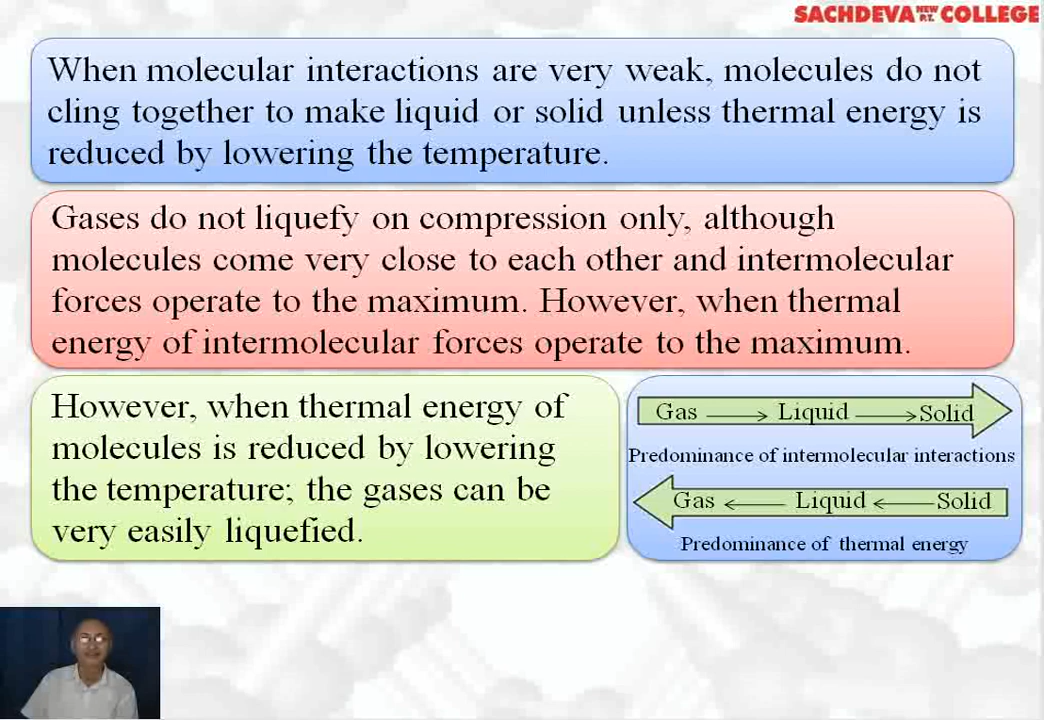 SACHDEVA NEW P.T. COLLEGE
When molecular interactions are very weak, molecules do not
cling together to make liquid or solid unless thermal energy is
reduced by lowering the temperature.
Gases do not liquefy on compression only, although
molecules come very close to each other and intermolecular
forces operate to the maximum. However, when thermal
energy of intermolecular forces operate to the maximum.
However, when thermal energy of
molecules is reduced by lowering
the temperature; the gases can be
very easily liquefied.
Gas → Liquid → Solid
Predominance of intermolecular interactions
Gas ← Liquid ← Solid
Predominance of thermal energy